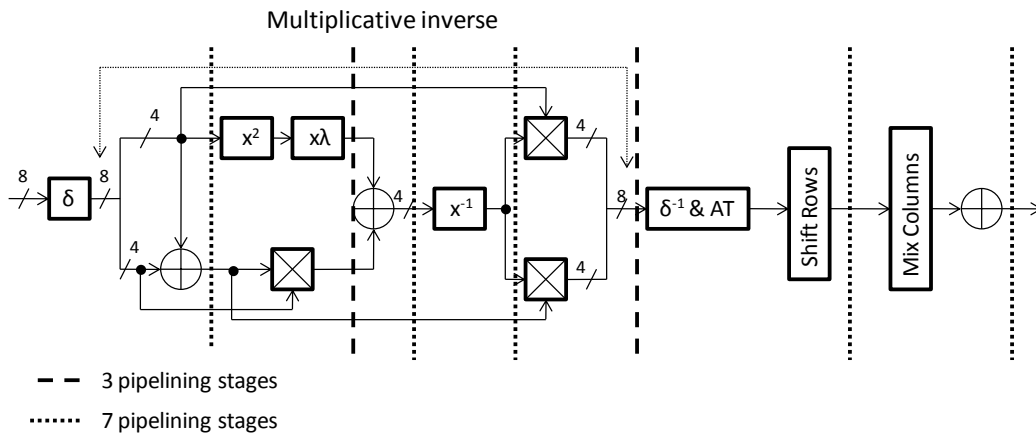 Multiplicative inverse
8
δ
8
4
4
x²
xλ
4
x⁻¹
4
4
8
δ⁻¹ & AT
Shift Rows
Mix Columns
3 pipelining stages
7 pipelining stages